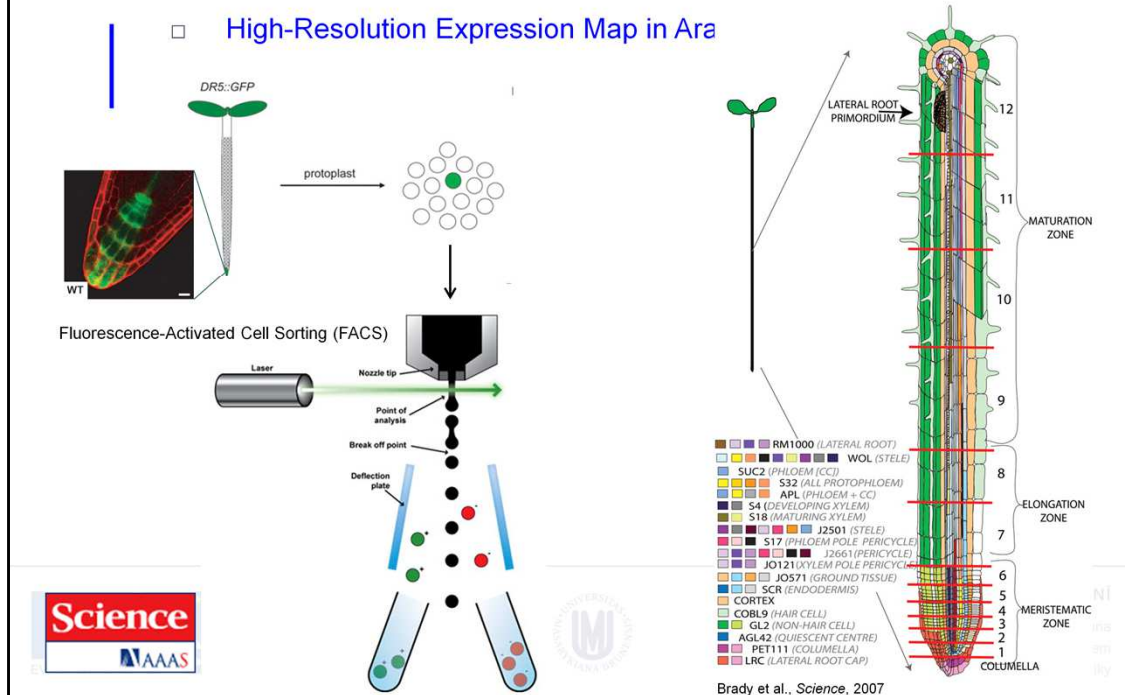 High-Resolution Expression Map in Ara
DR5::GFP
protoplast
WT
Fluorescence-Activated Cell Sorting (FACS)
Laser
Nozzle tip
Point of
analysis
Break off point
Deflection
plate
Science
AAAS
LATERAL ROOT
PRIMORDIUM
12
11
10
9
8
7
6
5
4
3
2
1
MATURATION
ZONE
ELONGATION
ZONE
MERISTEMATIC
ZONE
COLUMELLA
RM1000 (LATERAL ROOT)
WOL (STELE)
SUC2 (PHLOEM [CC])
S32 (ALL PROTOPHLOEM)
APL (PHLOEM + CC)
S4 (DEVELOPING XYLEM)
S18 (MATURING XYLEM)
J2501 (STELE)
S17 (PHLOEM POLE PERICYCLE)
J2661 (PERICYCLE)
JO121 (XYLEM POLE PERICYCLE)
JO571 (GROUND TISSUE)
SCR (ENDODERMIS)
CORTEX
COBL9 (HAIR CELL)
GL2 (NON-HAIR CELL)
AGL42 (QUIESCENT CENTRE)
PET111 (COLUMELLA)
LRC (LATERAL ROOT CAP)
Brady et al., Science, 2007